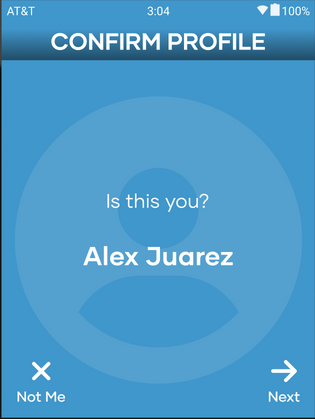 AT&T 3:04 100%
CONFIRM PROFILE
Is this you?
Alex Juarez
Not Me Next